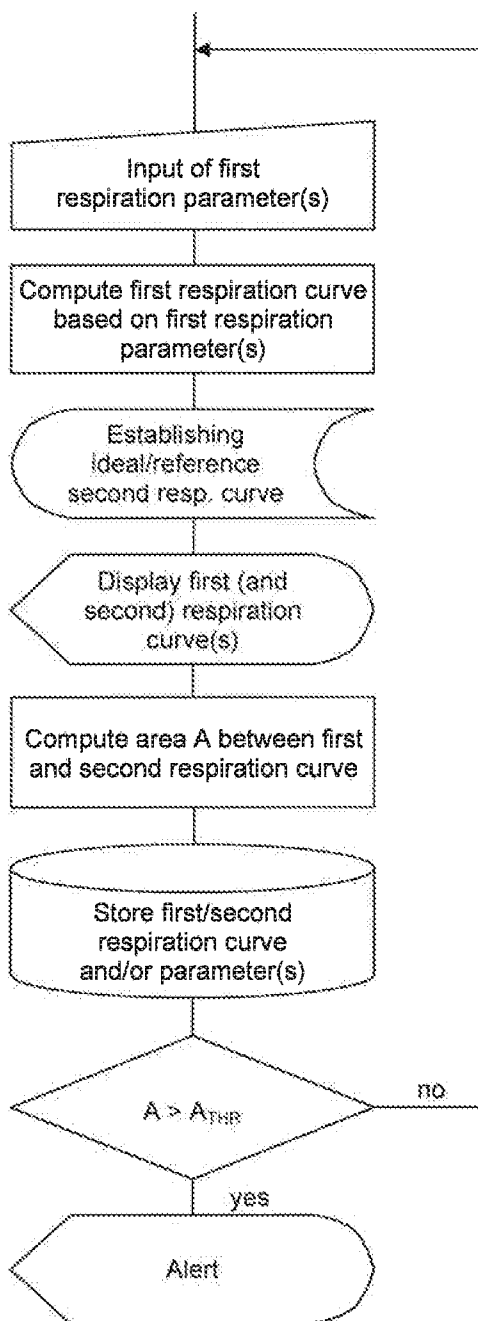 Input of first
respiration parameter(s)
Compute first respiration curve
based on first respiration
parameter(s)
Establishing
ideal/reference
second resp. curve
Display first (and
second) respiration
curve(s)
Compute area A between first
and second respiration curve
Store first/second
respiration curve
and/or parameter(s)
A > ATHR
no
yes
Alert